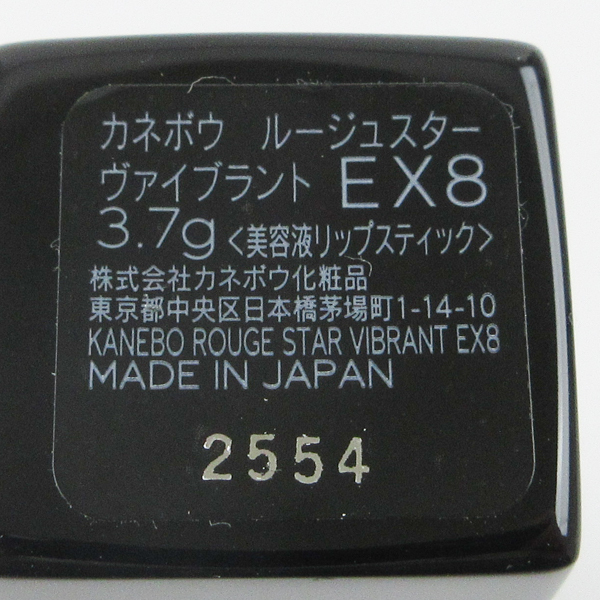 カネボウ ルージュスター
ヴァイブラント EX8
3.7g <美容液リップスティック>
株式会社カネボウ化粧品
東京都中央区日本橋茅場町1-14-10
KANEBO ROUGE STAR VIBRANT EX8
MADE IN JAPAN
2554